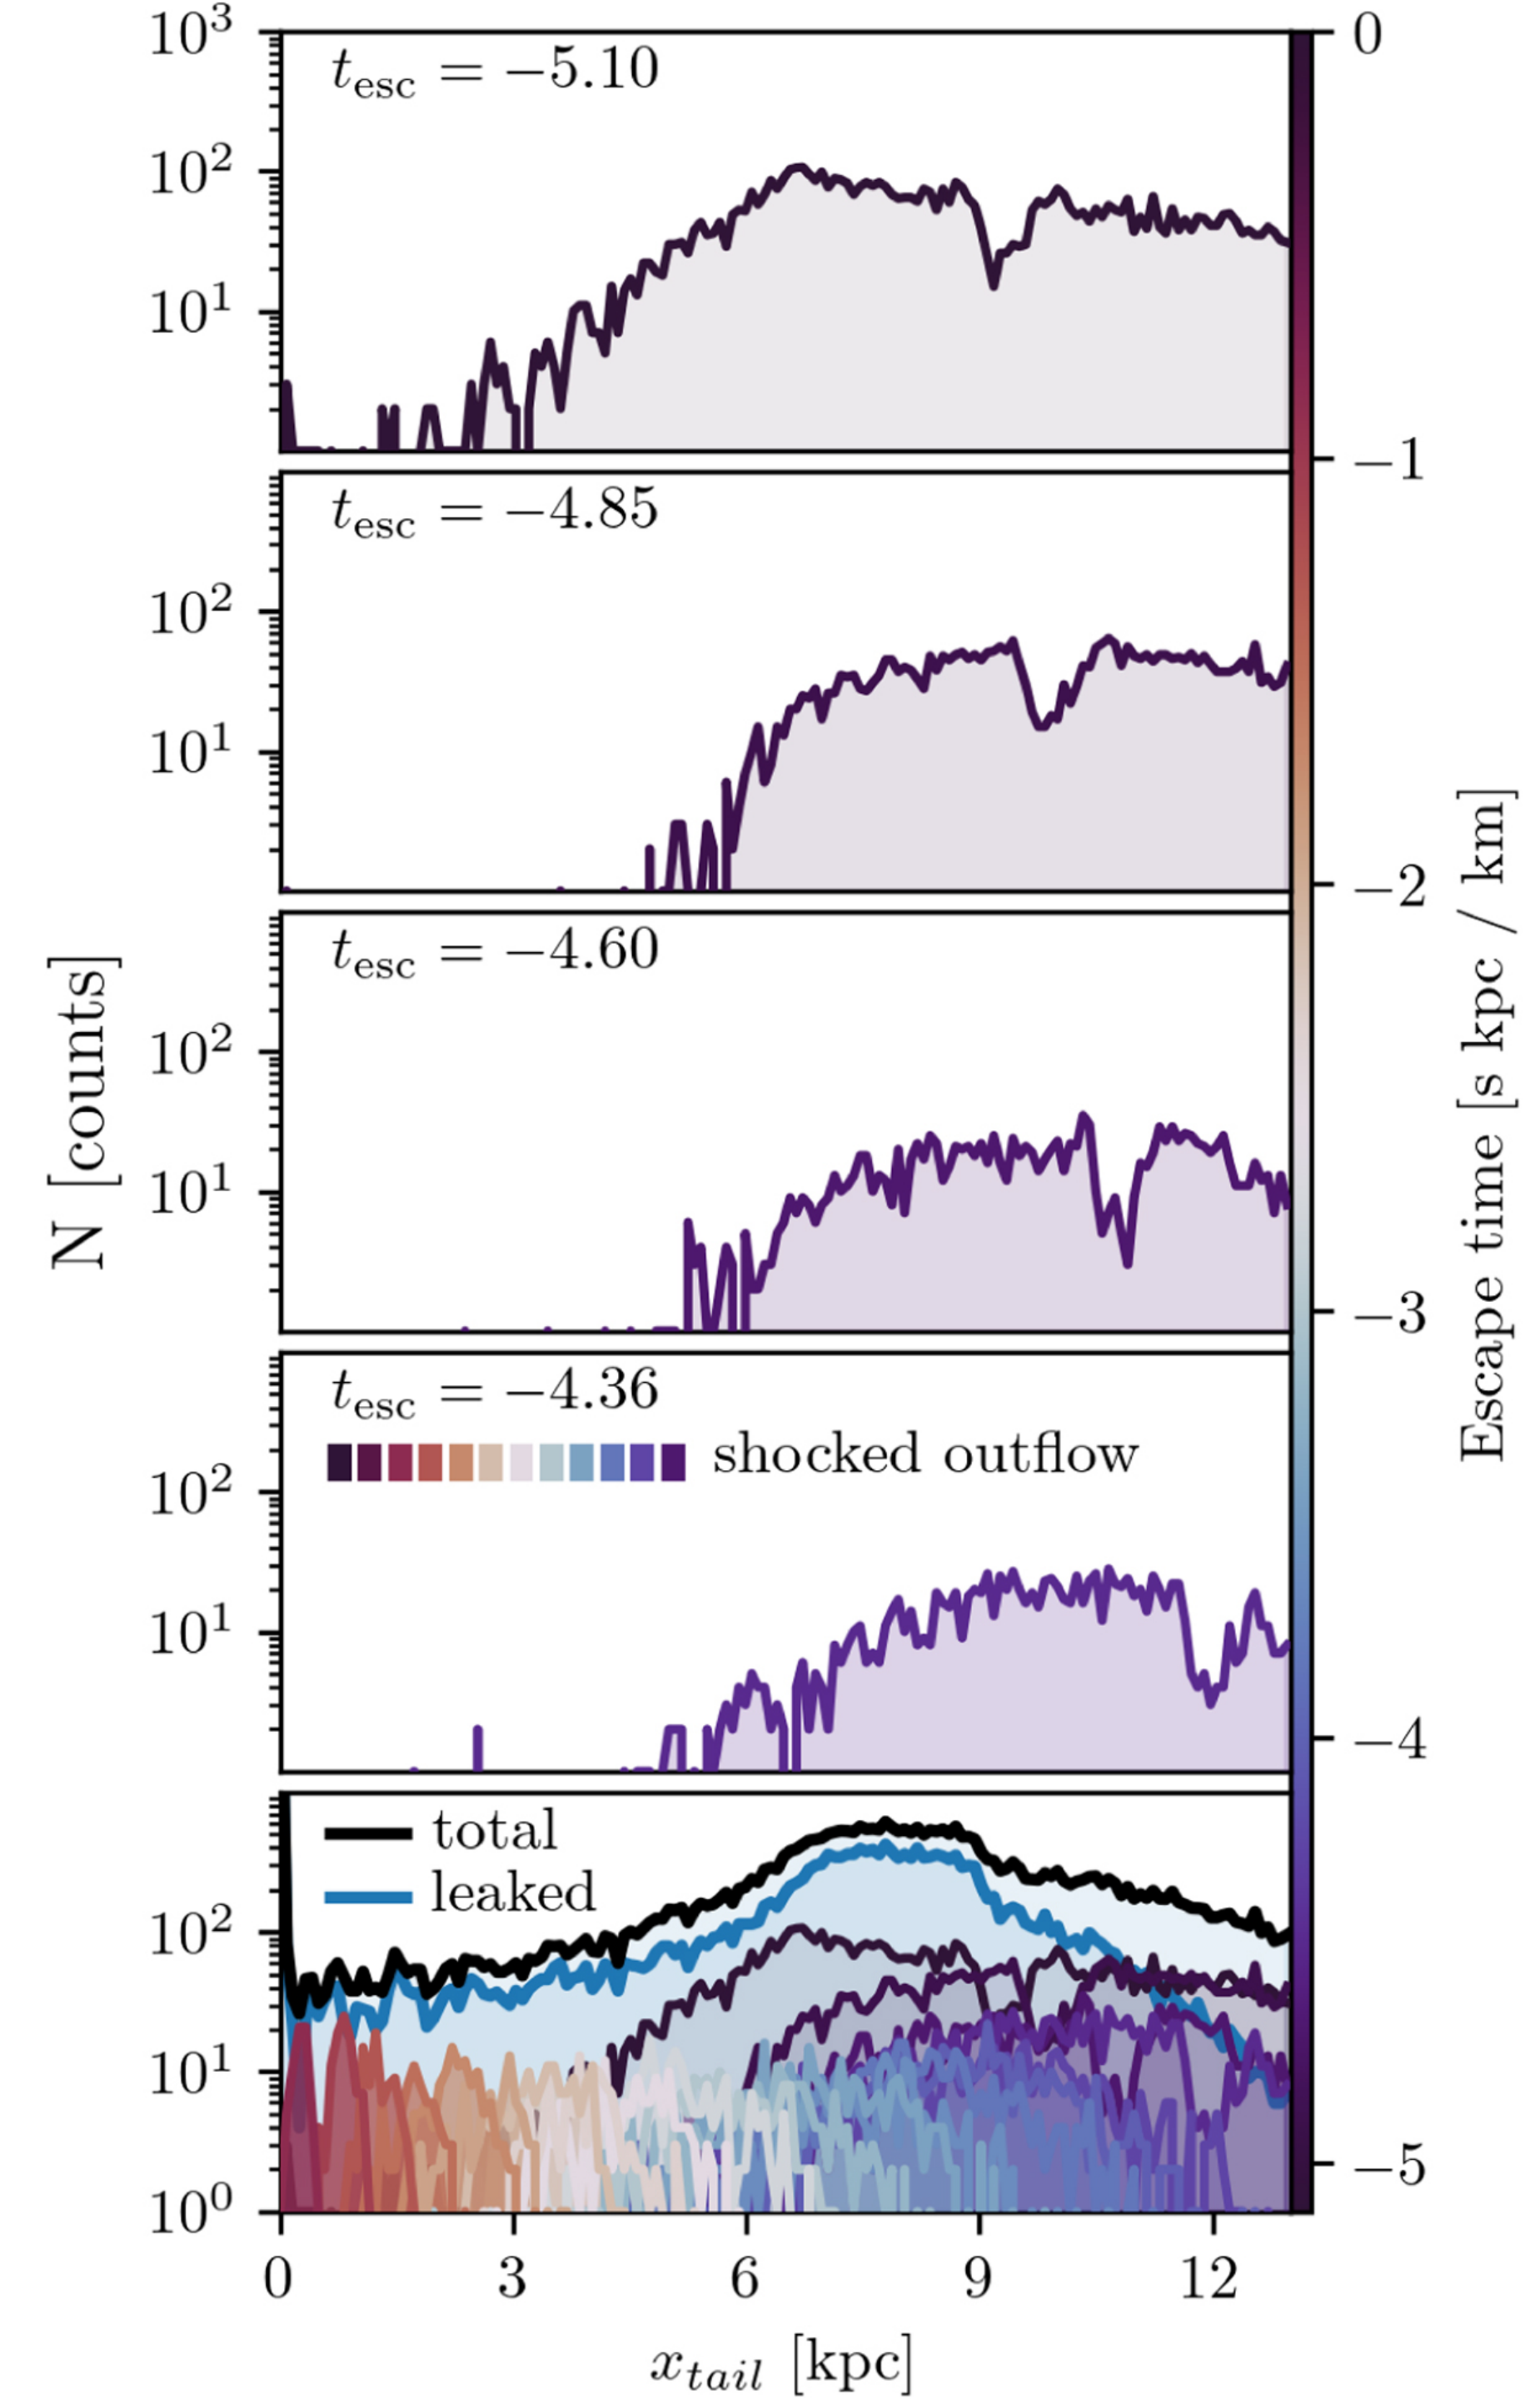 10³
t_esc = −5.10
10²
10¹
t_esc = −4.85
10²
10¹
t_esc = −4.60
10²
10¹
t_esc = −4.36
shocked outflow
10²
10¹
total
leaked
10²
10¹
10⁰
0 3 6 9 12
x_tail [kpc]
N [counts]
0
−1
−2
−3
−4
−5
Escape time [s kpc / km]